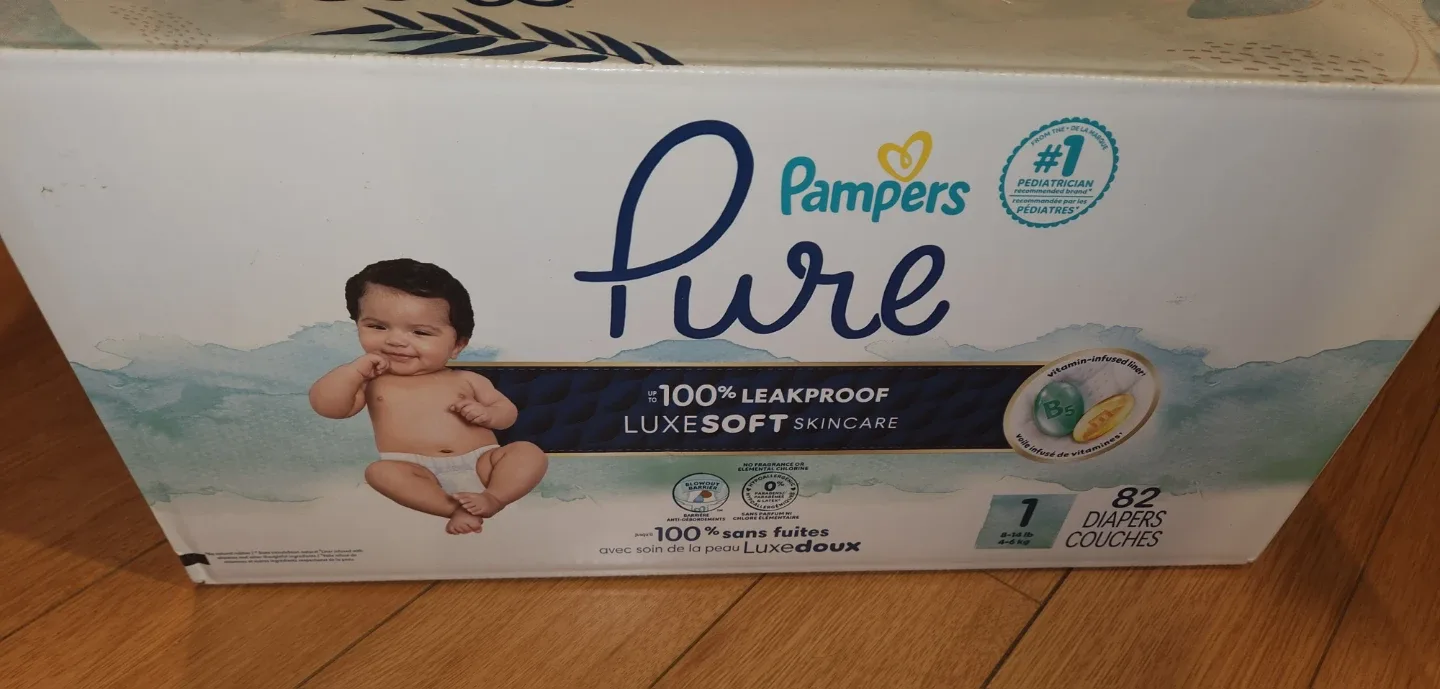 Pampers
Pure
FROM THE • DE LA MARQUE
#1
PEDIATRICIAN
recommended brand*
recommandée par les
PÉDIATRES*
UP TO 100% LEAKPROOF
LUXESOFT SKINCARE
vitamin-infused liner†
B5
voile infusé de vitamines†
BLOWOUT
BARRIER
BARRIÈRE
ANTI-DÉBORDEMENTS
NO FRAGRANCE OR
ELEMENTAL CHLORINE
HYPOALLERGENIC
0%
PARABENS
& LATEX
SANS PARFUM NI
CHLORE ÉLÉMENTAIRE
jusqu'à 100% sans fuites
avec soin de la peau Luxedoux
1
8-14 lb
4-6 kg
82
DIAPERS
COUCHES